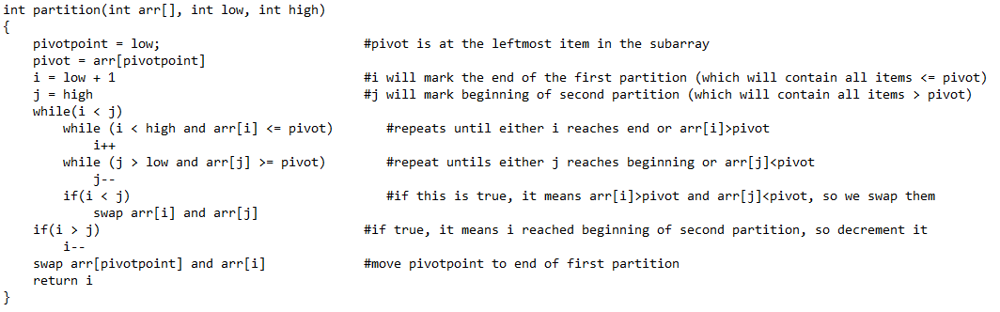 int partition(int arr[], int low, int high)
{
    pivotpoint = low;                           #pivot is at the leftmost item in the subarray
    pivot = arr[pivotpoint]
    i = low + 1                                 #i will mark the end of the first partition (which will contain all items <= pivot)
    j = high                                    #j will mark beginning of second partition (which will contain all items > pivot)
    while(i < j)
        while (i < high and arr[i] <= pivot)       #repeats until either i reaches end or arr[i]>pivot
            i++
        while (j > low and arr[j] >= pivot)        #repeat untils either j reaches beginning or arr[j]<pivot
            j--
        if(i < j)                                  #if this is true, it means arr[i]>pivot and arr[j]<pivot, so we swap them
            swap arr[i] and arr[j]
    if(i > j)                                   #if true, it means i reached beginning of second partition, so decrement it
        i--
    swap arr[pivotpoint] and arr[i]             #move pivotpoint to end of first partition
    return i
}